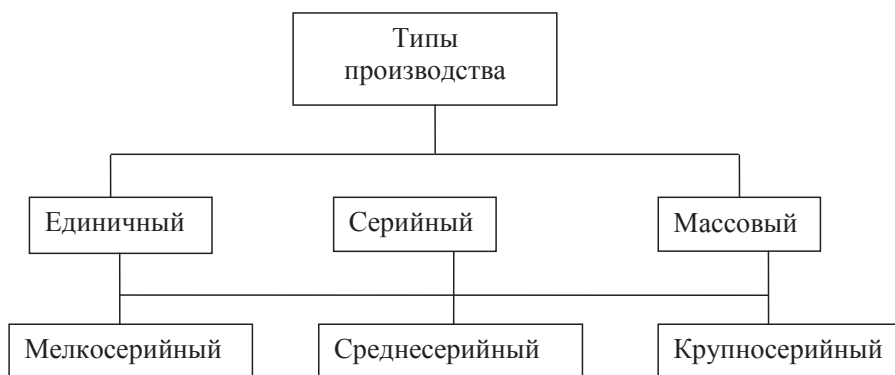 Типы
производства
Единичный
Серийный
Массовый
Мелкосерийный
Среднесерийный
Крупносерийный